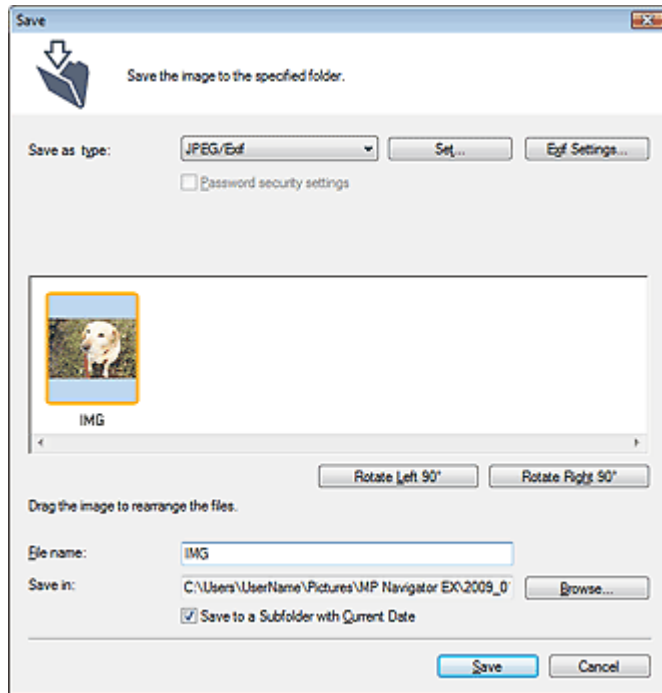 Save
Save the image to the specified folder.
Save as type: JPEG/Exif Set... Exif Settings...
Password security settings
IMG
Rotate Left 90° Rotate Right 90°
Drag the image to rearrange the files.
File name: IMG
Save in: C:\Users\UserName\Pictures\MP Navigator EX\2009_0 Browse...
Save to a Subfolder with Current Date
Save Cancel